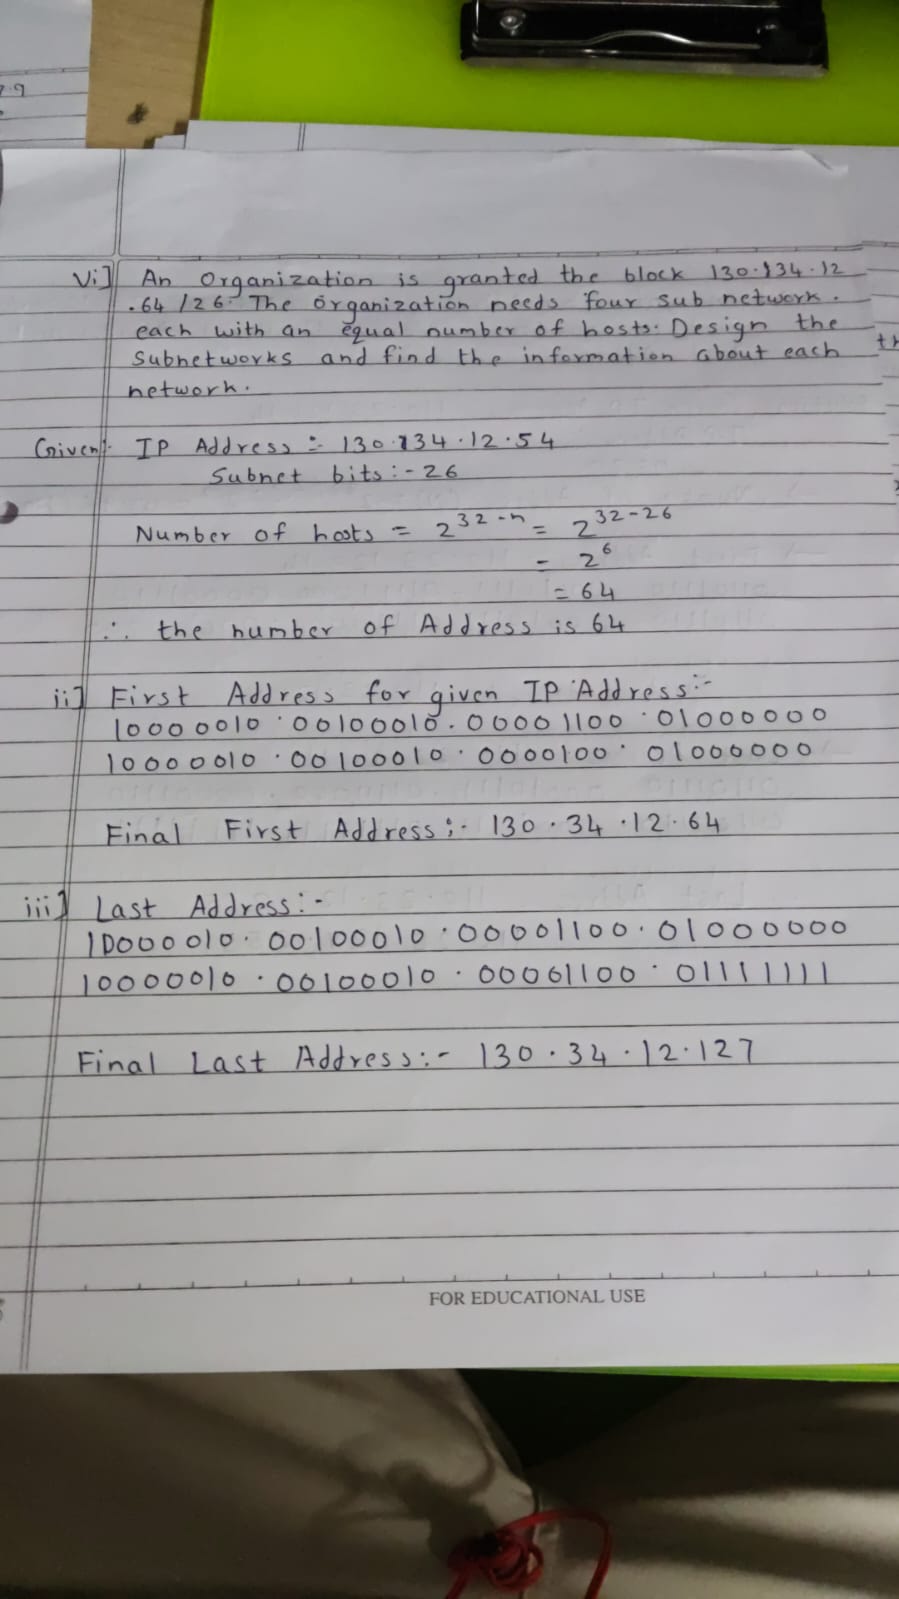 7.9
Vi] An Organization is granted the block 130.134.12
.64 /26. The Organization needs four sub network.
each with an equal number of hosts. Design the
Subnetworks and find the information about each
network.
Given:- IP Address :- 130.134.12.54
Subnet bits :- 26
Number of hosts = 2^32-n = 2^32-26
= 2^6
= 64
∴ the number of Address is 64
ii] First Address for given IP Address:-
10000010.00100010.00001100.01000000
10000010.00100010.0000100.01000000
Final First Address:- 130.34.12.64
iii] Last Address:-
10000010.00100010.00001100.01000000
10000010.00100010.00001100.01111111
Final Last Address:- 130.34.12.127
FOR EDUCATIONAL USE